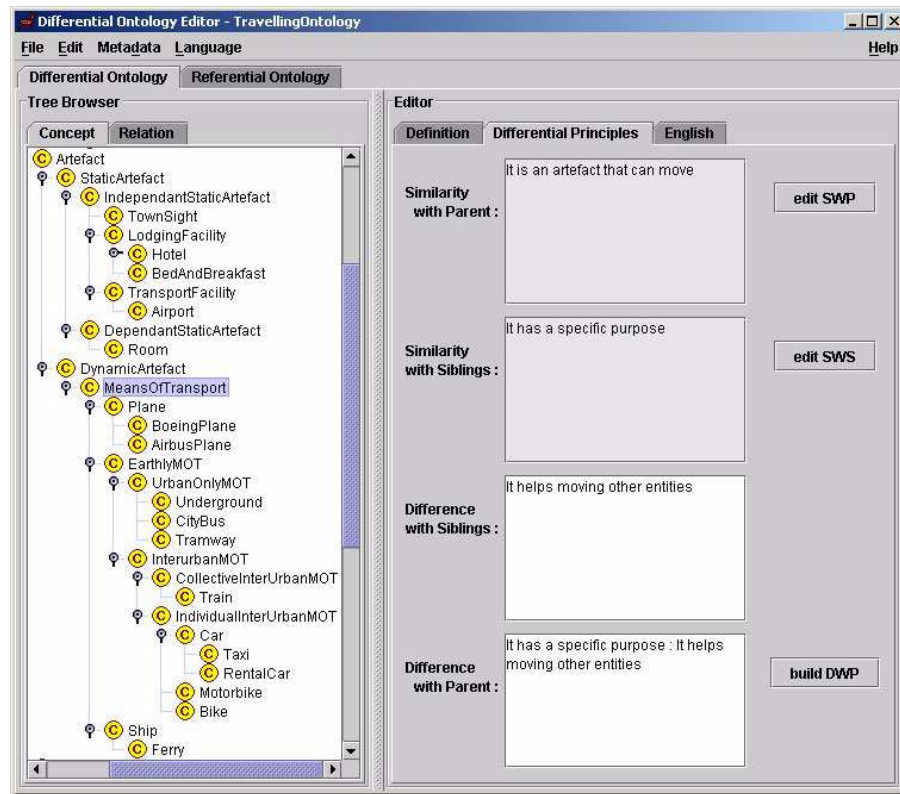 Differential Ontology Editor - TravellingOntology
File Edit Metadata Language Help
Differential Ontology Referential Ontology
Tree Browser
Concept Relation
C Artefact
C StaticArtefact
C IndependantStaticArtefact
C TownSight
C LodgingFacility
C Hotel
C BedAndBreakfast
C TransportFacility
C Airport
C DependantStaticArtefact
C Room
C DynamicArtefact
C MeansOfTransport
C Plane
C BoeingPlane
C AirbusPlane
C EarthlyMOT
C UrbanOnlyMOT
C Underground
C CityBus
C Tramway
C InterurbanMOT
C CollectiveInterUrbanMOT
C Train
C IndividualInterUrbanMOT
C Car
C Taxi
C RentalCar
C Motorbike
C Bike
C Ship
C Ferry
Editor
Definition Differential Principles English
Similarity
with Parent :
It is an artefact that can move
edit SWP
Similarity
with Siblings :
It has a specific purpose
edit SWS
Difference
with Siblings :
It helps moving other entities
Difference
with Parent :
It has a specific purpose : It helps
moving other entities
build DWP